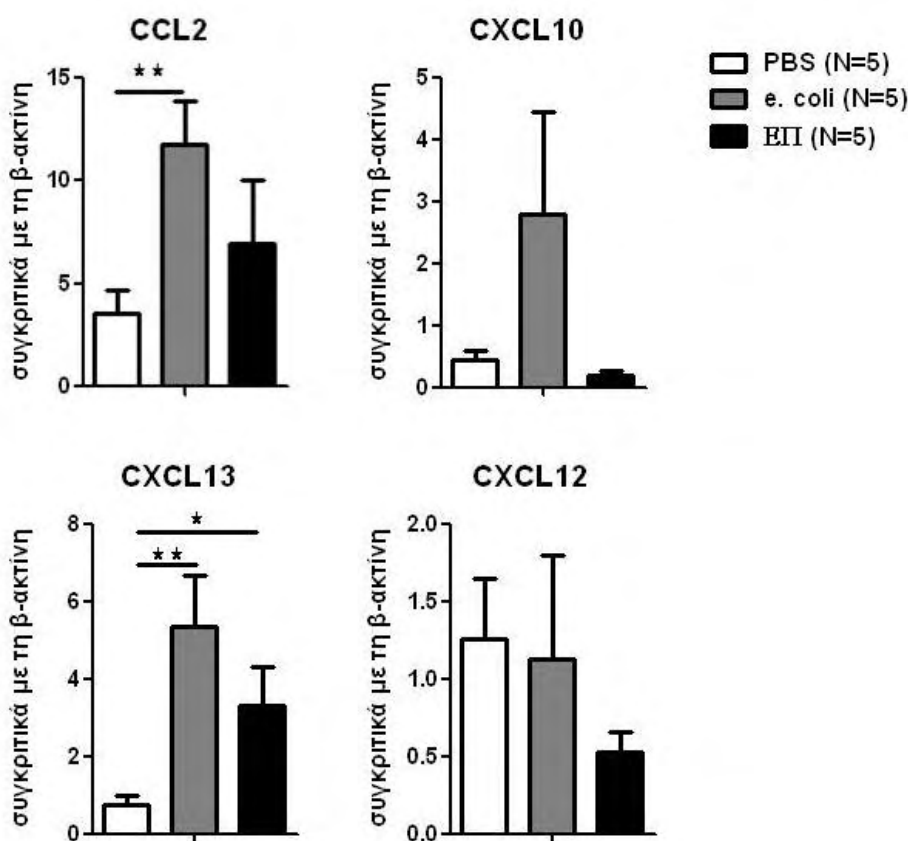 CCL2
συγκριτικά με τη β-ακτίνη
15
10
5
0
**
CXCL10
συγκριτικά με τη β-ακτίνη
5
4
3
2
1
0
PBS (N=5)
e. coli (N=5)
ΕΠ (N=5)
CXCL13
συγκριτικά με τη β-ακτίνη
8
6
4
2
0
*
**
CXCL12
συγκριτικά με τη β-ακτίνη
2.0
1.5
1.0
0.5
0.0